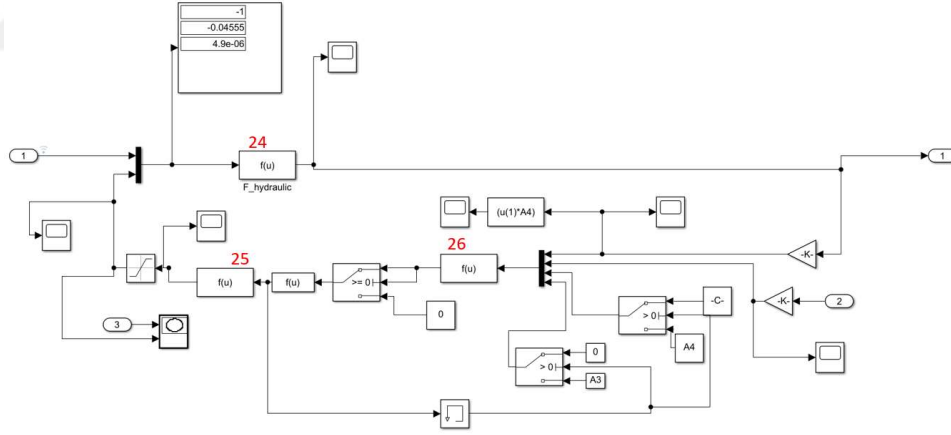 -1
-0.04555
4.9e-06
24
1
f(u)
1
F_hydraulic
(u(1)*A4)
26
25
f(u)
-K-
f(u)
f(u)
>= 0
-K-
2
-C-
0
> 0
3
A4
0
> 0
A3